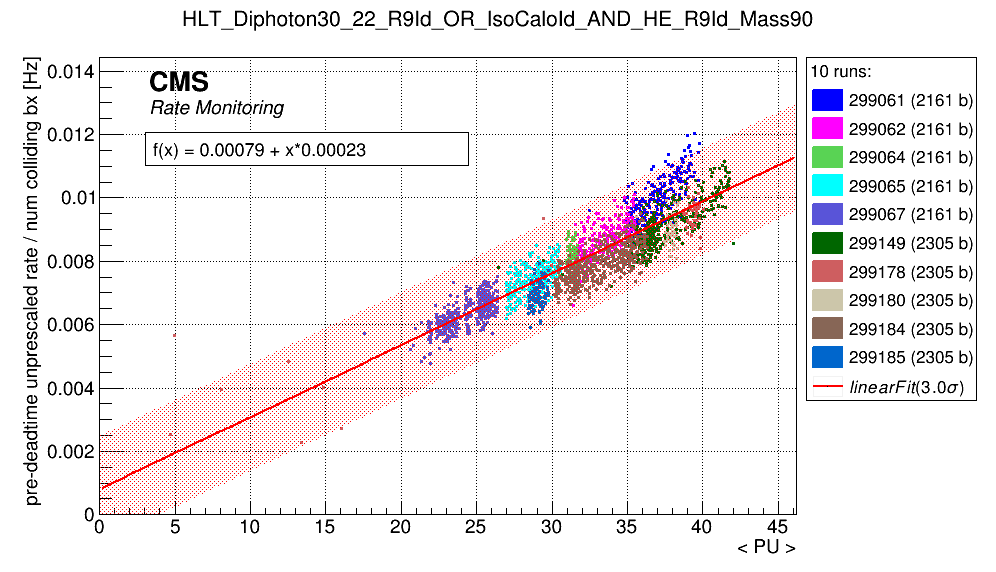 HLT_Diphoton30_22_R9Id_OR_IsoCaloId_AND_HE_R9Id_Mass90
pre-deadtime unprescaled rate / num colliding bx [Hz]
0.014
0.012
0.01
0.008
0.006
0.004
0.002
0
CMS
Rate Monitoring
f(x) = 0.00079 + x*0.00023
0 5 10 15 20 25 30 35 40 45
< PU >
10 runs:
299061 (2161 b)
299062 (2161 b)
299064 (2161 b)
299065 (2161 b)
299067 (2161 b)
299149 (2305 b)
299178 (2305 b)
299180 (2305 b)
299184 (2305 b)
299185 (2305 b)
linearFit(3.0σ)